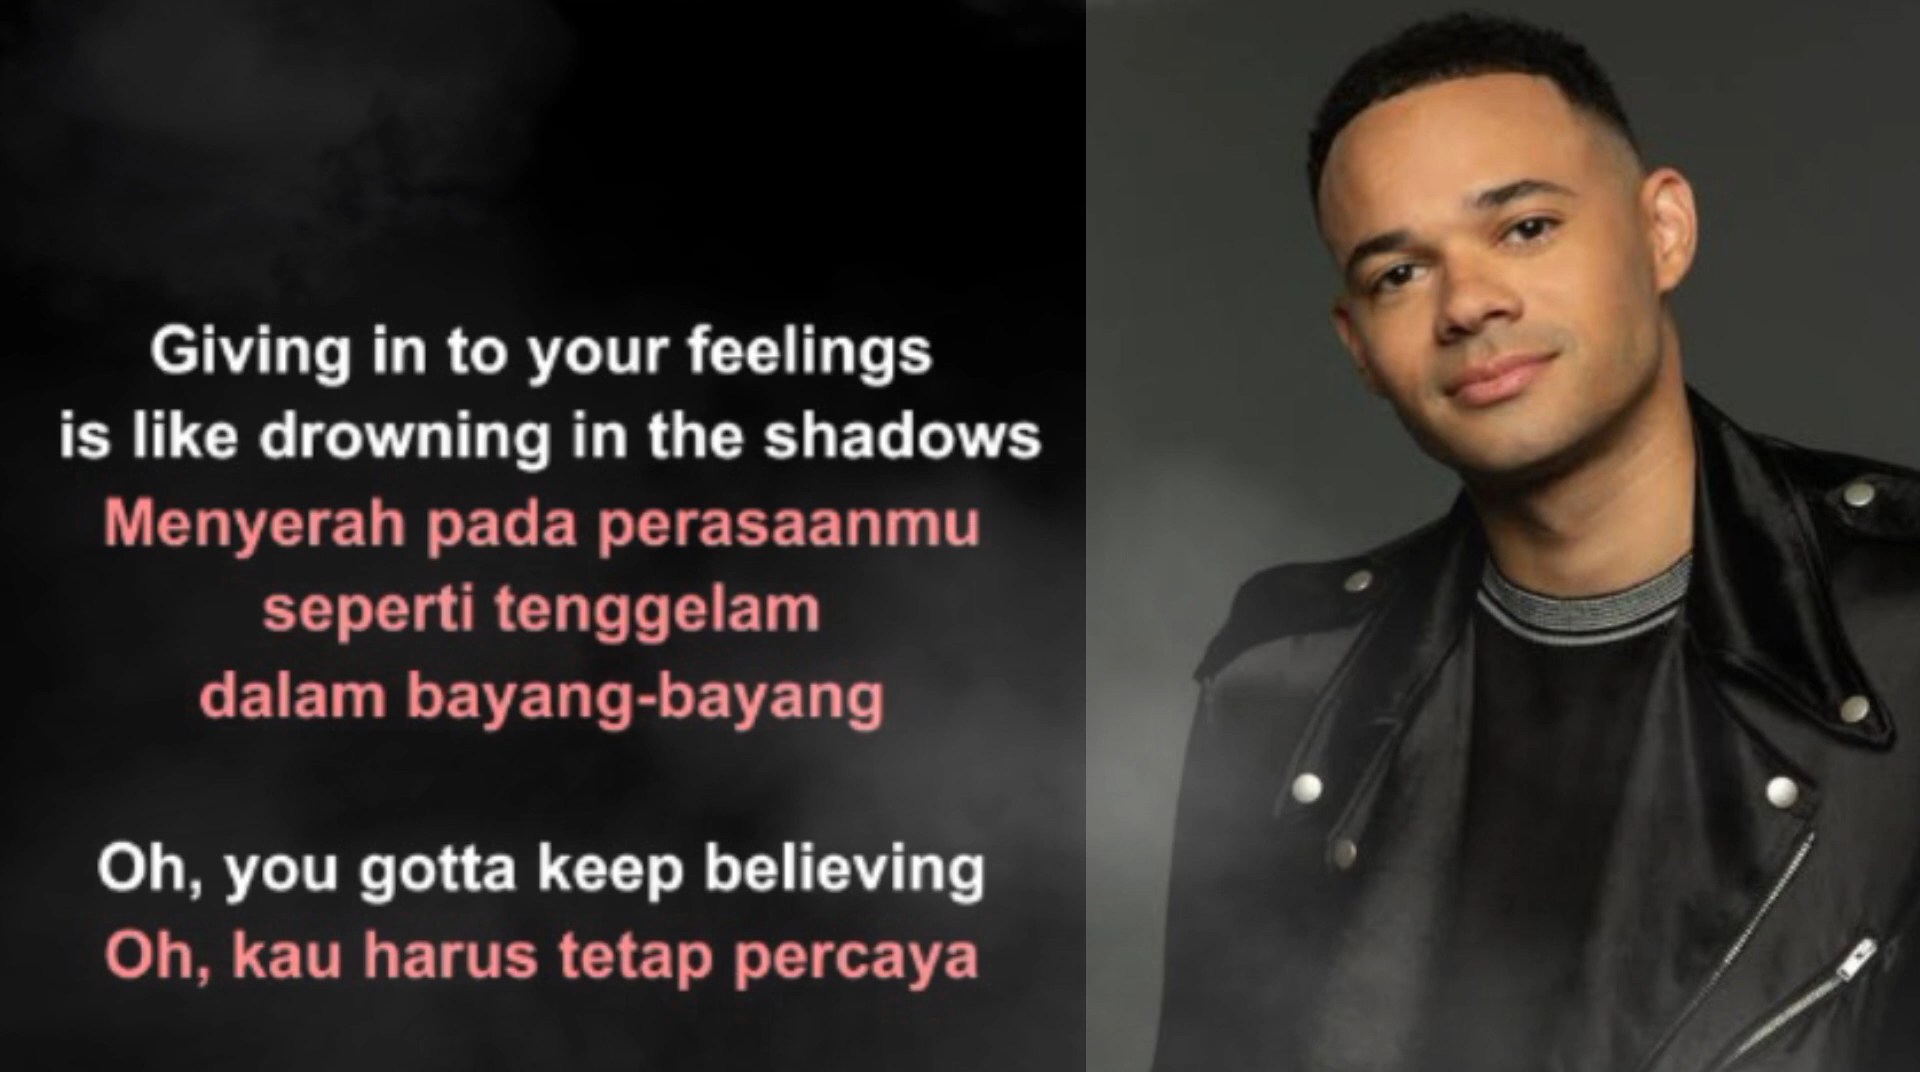 Giving in to your feelings
is like drowning in the shadows
Menyerah pada perasaanmu
seperti tenggelam
dalam bayang-bayang
Oh, you gotta keep believing
Oh, kau harus tetap percaya